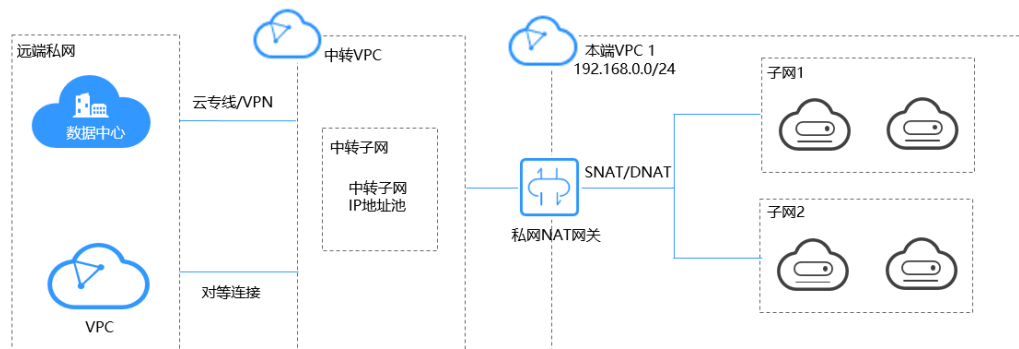 远端私网
数据中心
VPC
云专线/VPN
对等连接
中转VPC
中转子网
中转子网
IP地址池
本端VPC 1
192.168.0.0/24
私网NAT网关
SNAT/DNAT
子网1
子网2